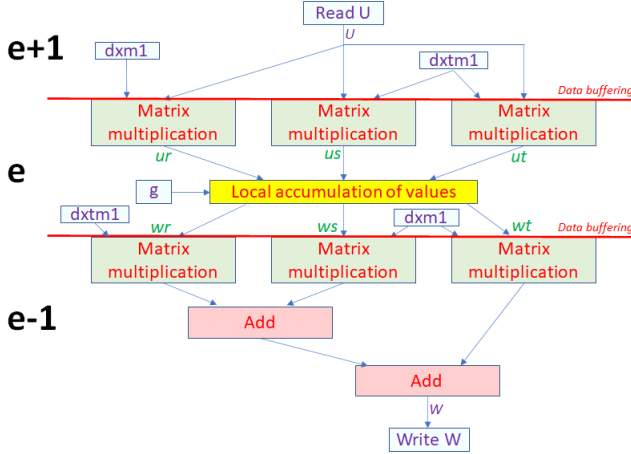 Read U
U
e+1
dxm1
dxtm1
Data buffering
Matrix multiplication
Matrix multiplication
Matrix multiplication
ur
us
ut
e
g
Local accumulation of values
dxtm1
wr
ws
dxm1
wt
Data buffering
Matrix multiplication
Matrix multiplication
Matrix multiplication
e-1
Add
Add
W
Write W